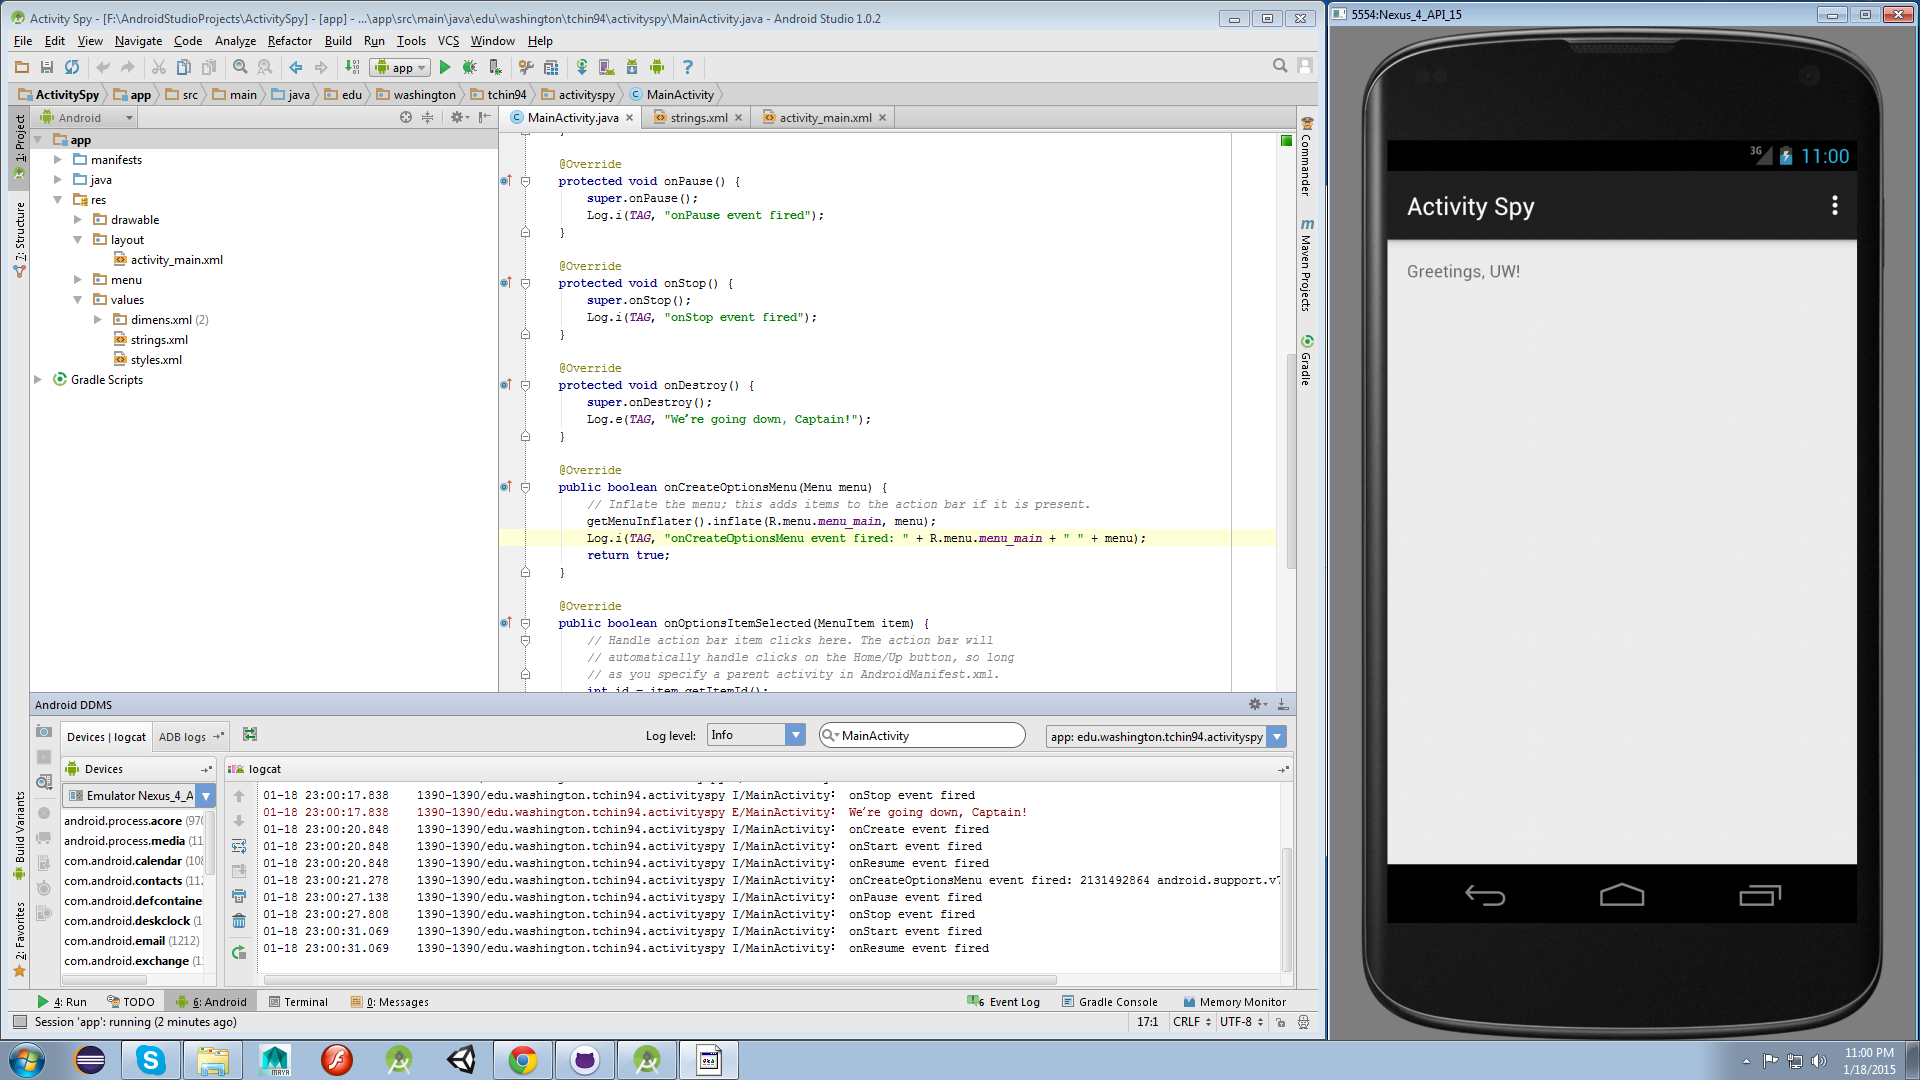 Activity Spy - [F:\AndroidStudioProjects\ActivitySpy] - [app] - ...\app\src\main\java\edu\washington\tchin94\activityspy\MainActivity.java - Android Studio 1.0.2
File Edit View Navigate Code Analyze Refactor Build Run Tools VCS Window Help
app
ActivitySpy app src main java edu washington tchin94 activityspy MainActivity
Android
MainActivity.java strings.xml activity_main.xml
1: Project
7: Structure
Build Variants
2: Favorites
app
manifests
java
res
drawable
layout
activity_main.xml
menu
values
dimens.xml (2)
strings.xml
styles.xml
Gradle Scripts
}
@Override
protected void onPause() {
super.onPause();
Log.i(TAG, "onPause event fired");
}
@Override
protected void onStop() {
super.onStop();
Log.i(TAG, "onStop event fired");
}
@Override
protected void onDestroy() {
super.onDestroy();
Log.e(TAG, "We're going down, Captain!");
}
@Override
public boolean onCreateOptionsMenu(Menu menu) {
// Inflate the menu; this adds items to the action bar if it is present.
getMenuInflater().inflate(R.menu.menu_main, menu);
Log.i(TAG, "onCreateOptionsMenu event fired: " + R.menu.menu_main + " " + menu);
return true;
}
@Override
public boolean onOptionsItemSelected(MenuItem item) {
// Handle action bar item clicks here. The action bar will
// automatically handle clicks on the Home/Up button, so long
// as you specify a parent activity in AndroidManifest.xml.
int id = item.getItemId();
Commander
m
Maven Projects
Gradle
Android DDMS
Devices | logcat ADB logs
Log level: Info MainActivity app: edu.washington.tchin94.activityspy
Devices
logcat
Emulator Nexus_4_A
android.process.acore (970
android.process.media (11
com.android.calendar (108
com.android.contacts (112
com.android.defcontaine
com.android.deskclock (1
com.android.email (1212)
com.android.exchange (1
01-18 23:00:17.838 1390-1390/edu.washington.tchin94.activityspy I/MainActivity: onStop event fired
01-18 23:00:17.838 1390-1390/edu.washington.tchin94.activityspy E/MainActivity: We're going down, Captain!
01-18 23:00:20.848 1390-1390/edu.washington.tchin94.activityspy I/MainActivity: onCreate event fired
01-18 23:00:20.848 1390-1390/edu.washington.tchin94.activityspy I/MainActivity: onStart event fired
01-18 23:00:20.848 1390-1390/edu.washington.tchin94.activityspy I/MainActivity: onResume event fired
01-18 23:00:21.278 1390-1390/edu.washington.tchin94.activityspy I/MainActivity: onCreateOptionsMenu event fired: 2131492864 android.support.v7
01-18 23:00:27.138 1390-1390/edu.washington.tchin94.activityspy I/MainActivity: onPause event fired
01-18 23:00:27.808 1390-1390/edu.washington.tchin94.activityspy I/MainActivity: onStop event fired
01-18 23:00:31.069 1390-1390/edu.washington.tchin94.activityspy I/MainActivity: onStart event fired
01-18 23:00:31.069 1390-1390/edu.washington.tchin94.activityspy I/MainActivity: onResume event fired
4: Run TODO 6: Android Terminal 0: Messages 6 Event Log Gradle Console Memory Monitor
Session 'app': running (2 minutes ago) 17:1 CRLF UTF-8
5554:Nexus_4_API_15
3G 11:00
Activity Spy
Greetings, UW!
MAYA
11:00 PM
1/18/2015